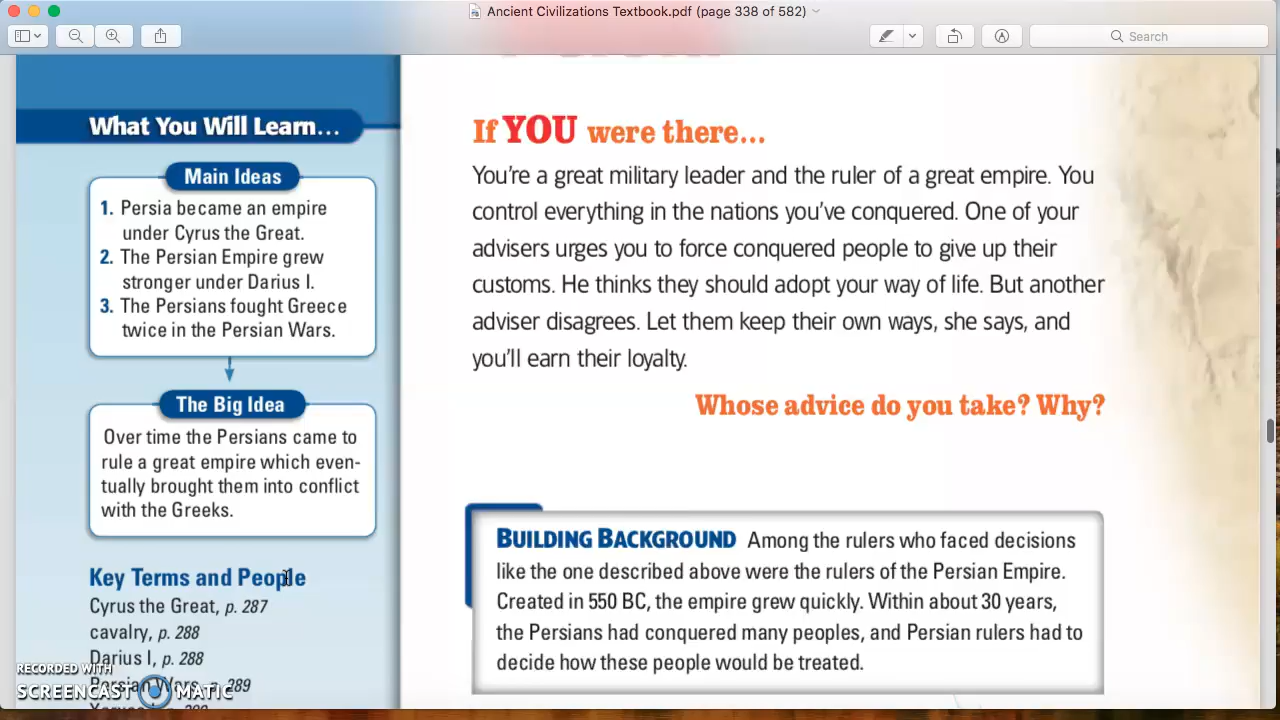 Ancient Civilizations Textbook.pdf (page 338 of 582)
Search
What You Will Learn...
Main Ideas
1. Persia became an empire
under Cyrus the Great.
2. The Persian Empire grew
stronger under Darius I.
3. The Persians fought Greece
twice in the Persian Wars.
The Big Idea
Over time the Persians came to
rule a great empire which even-
tually brought them into conflict
with the Greeks.
Key Terms and People
Cyrus the Great, p. 287
cavalry, p. 288
Darius I, p. 288
Persian Wars, p. 289
If YOU were there...
You're a great military leader and the ruler of a great empire. You
control everything in the nations you've conquered. One of your
advisers urges you to force conquered people to give up their
customs. He thinks they should adopt your way of life. But another
adviser disagrees. Let them keep their own ways, she says, and
you'll earn their loyalty.
Whose advice do you take? Why?
BUILDING BACKGROUND Among the rulers who faced decisions
like the one described above were the rulers of the Persian Empire.
Created in 550 BC, the empire grew quickly. Within about 30 years,
the Persians had conquered many peoples, and Persian rulers had to
decide how these people would be treated.
RECORDED WITH
SCREENCAST MATIC